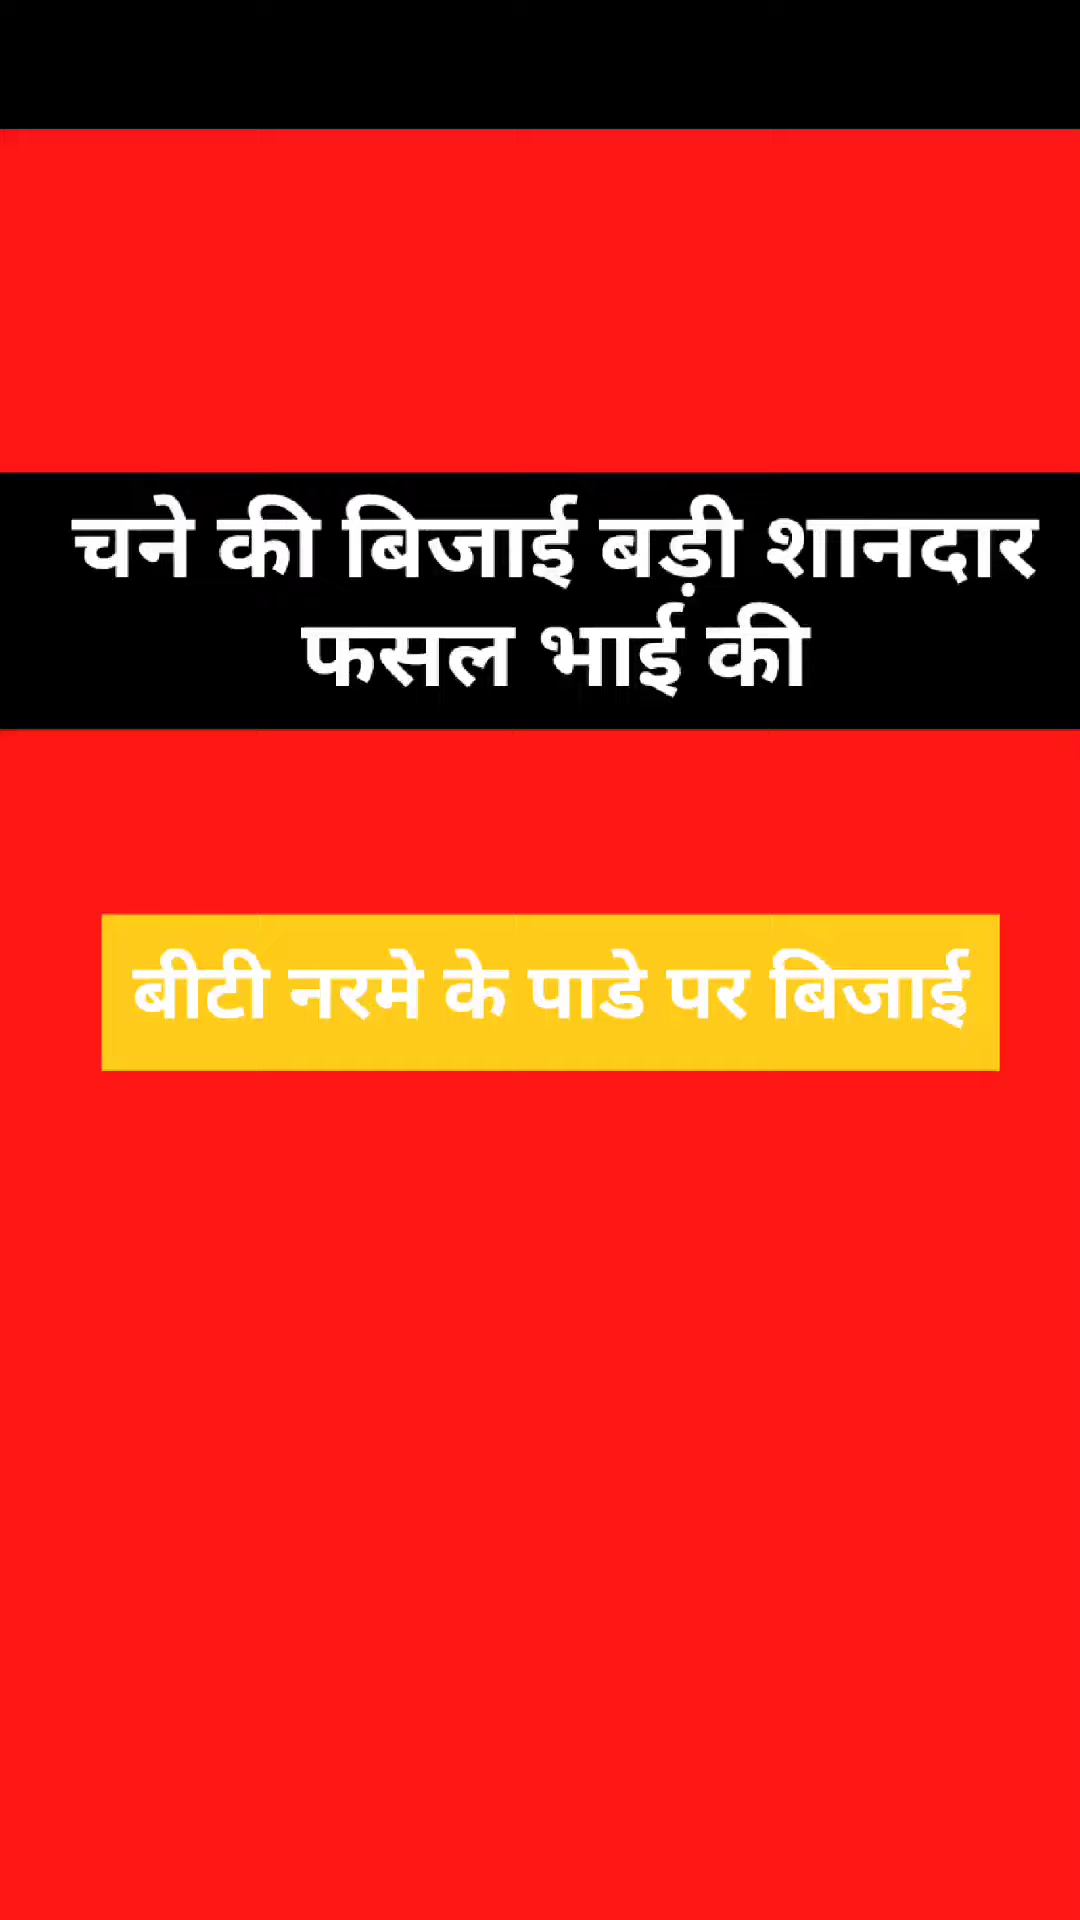 चने की बिजाई बड़ी शानदार
फसल भाई की
बीटी नरमे के पाडे पर बिजाई